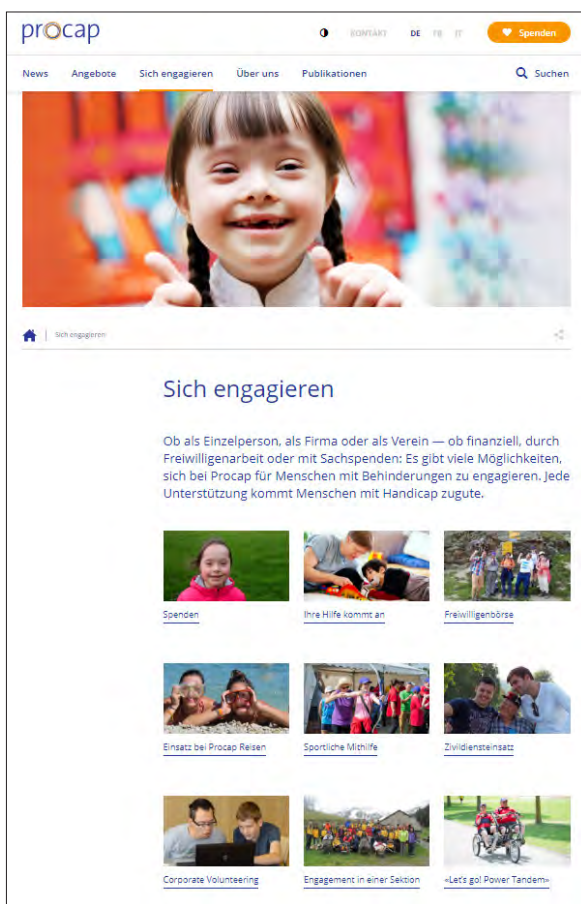 procap
KONTAKT DE FR IT Spenden
News Angebote Sich engagieren Über uns Publikationen Suchen
Sich engagieren
Sich engagieren
Ob als Einzelperson, als Firma oder als Verein — ob finanziell, durch
Freiwilligenarbeit oder mit Sachspenden: Es gibt viele Möglichkeiten,
sich bei Procap für Menschen mit Behinderungen zu engagieren. Jede
Unterstützung kommt Menschen mit Handicap zugute.
Spenden Ihre Hilfe kommt an Freiwilligenbörse
Einsatz bei Procap Reisen Sportliche Mithilfe Zivildiensteinsatz
Corporate Volunteering Engagement in einer Sektion «Let's go! Power Tandem»